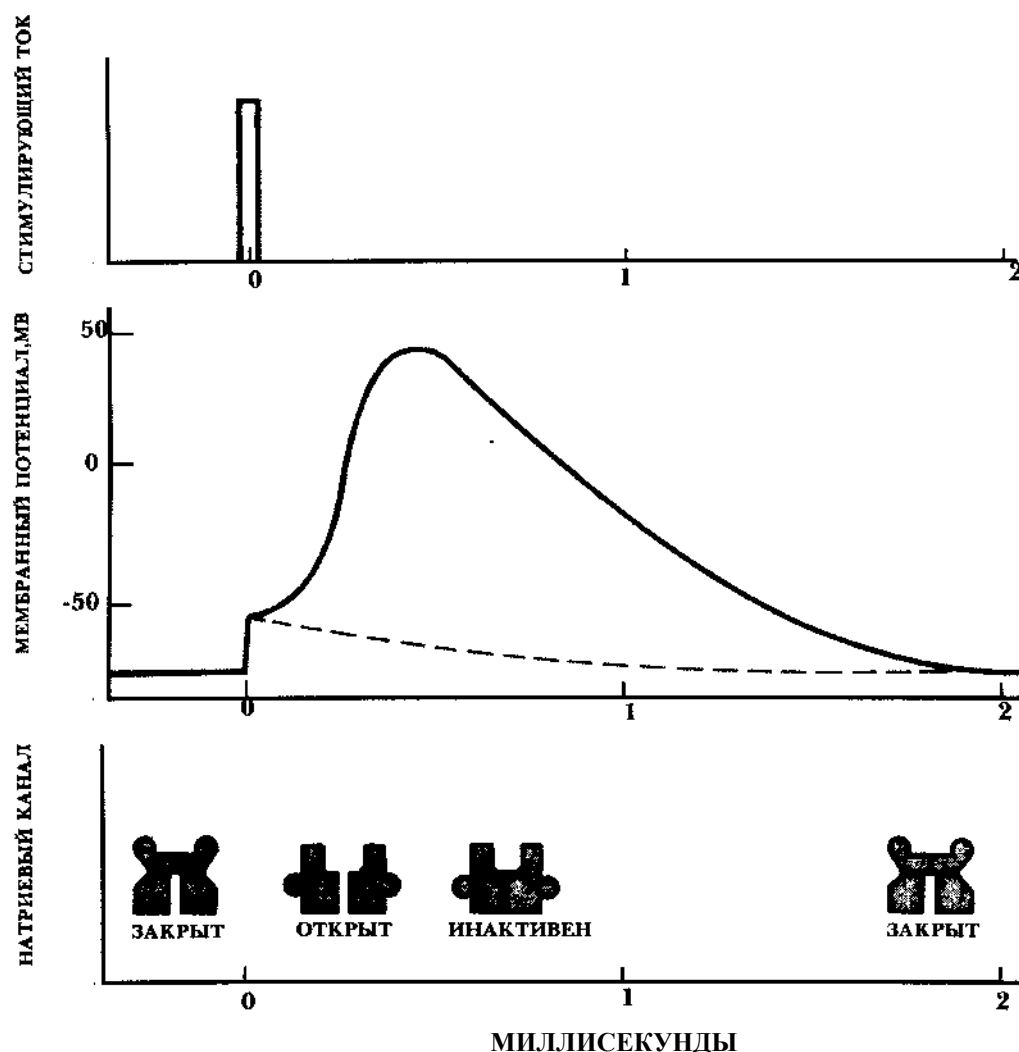 СТИМУЛИРУЮЩИЙ ТОК
0
1
2
МЕМБРАННЫЙ ПОТЕНЦИАЛ,МВ
50
0
-50
0
1
2
НАТРИЕВЫЙ КАНАЛ
ЗАКРЫТ
ОТКРЫТ
ИНАКТИВЕН
ЗАКРЫТ
0
1
2
МИЛЛИСЕКУНДЫ